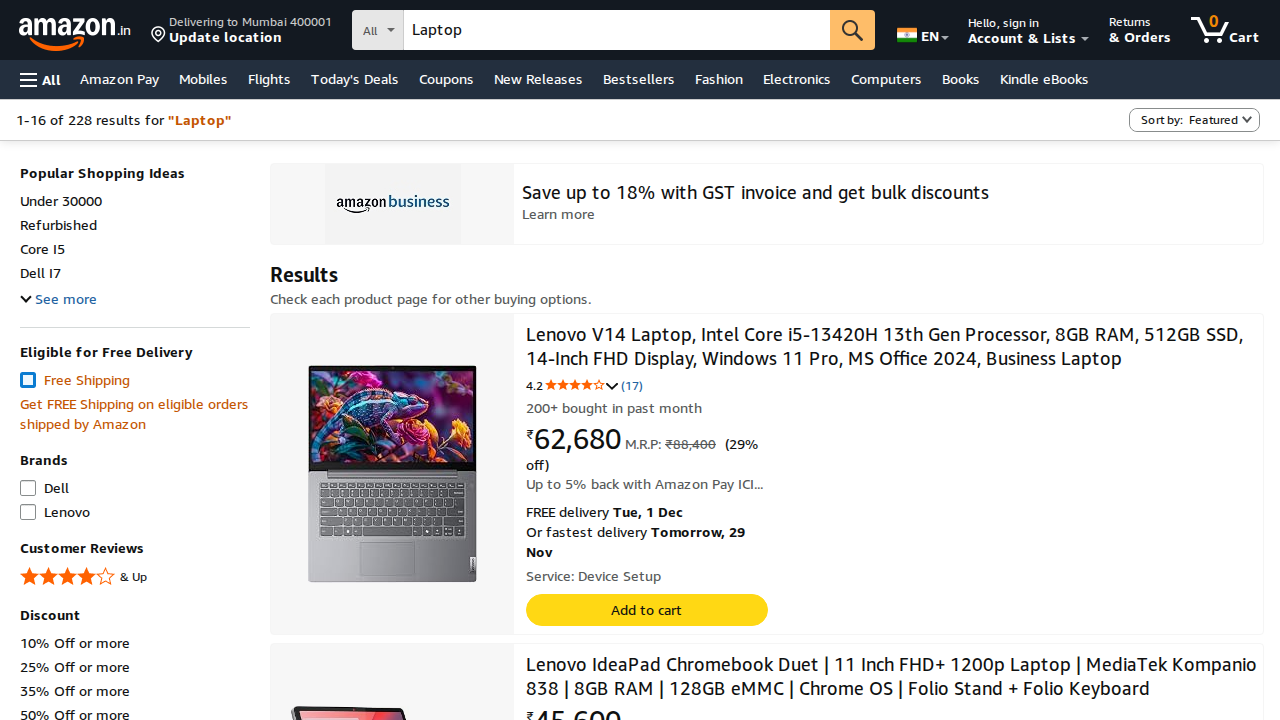 amazon.in
Delivering to Mumbai 400001
Update location
All
Laptop
EN
Hello, sign in
Account & Lists
Returns
& Orders
0
Cart
All
Amazon Pay
Mobiles
Flights
Today's Deals
Coupons
New Releases
Bestsellers
Fashion
Electronics
Computers
Books
Kindle eBooks
1-16 of 228 results for "Laptop"
Sort by: Featured
Popular Shopping Ideas
Under 30000
Refurbished
Core I5
Dell I7
See more
Eligible for Free Delivery
Free Shipping
Get FREE Shipping on eligible orders
shipped by Amazon
Brands
Dell
Lenovo
Customer Reviews
& Up
Discount
10% Off or more
25% Off or more
35% Off or more
50% Off or more
amazon business
Save up to 18% with GST invoice and get bulk discounts
Learn more
Results
Check each product page for other buying options.
Lenovo V14 Laptop, Intel Core i5-13420H 13th Gen Processor, 8GB RAM, 512GB SSD,
14-Inch FHD Display, Windows 11 Pro, MS Office 2024, Business Laptop
4.2 (17)
200+ bought in past month
₹62,680 M.R.P: ₹88,400 (29%
off)
Up to 5% back with Amazon Pay ICI...
FREE delivery Tue, 1 Dec
Or fastest delivery Tomorrow, 29
Nov
Service: Device Setup
Add to cart
Lenovo IdeaPad Chromebook Duet | 11 Inch FHD+ 1200p Laptop | MediaTek Kompanio
838 | 8GB RAM | 128GB eMMC | Chrome OS | Folio Stand + Folio Keyboard
₹45,600